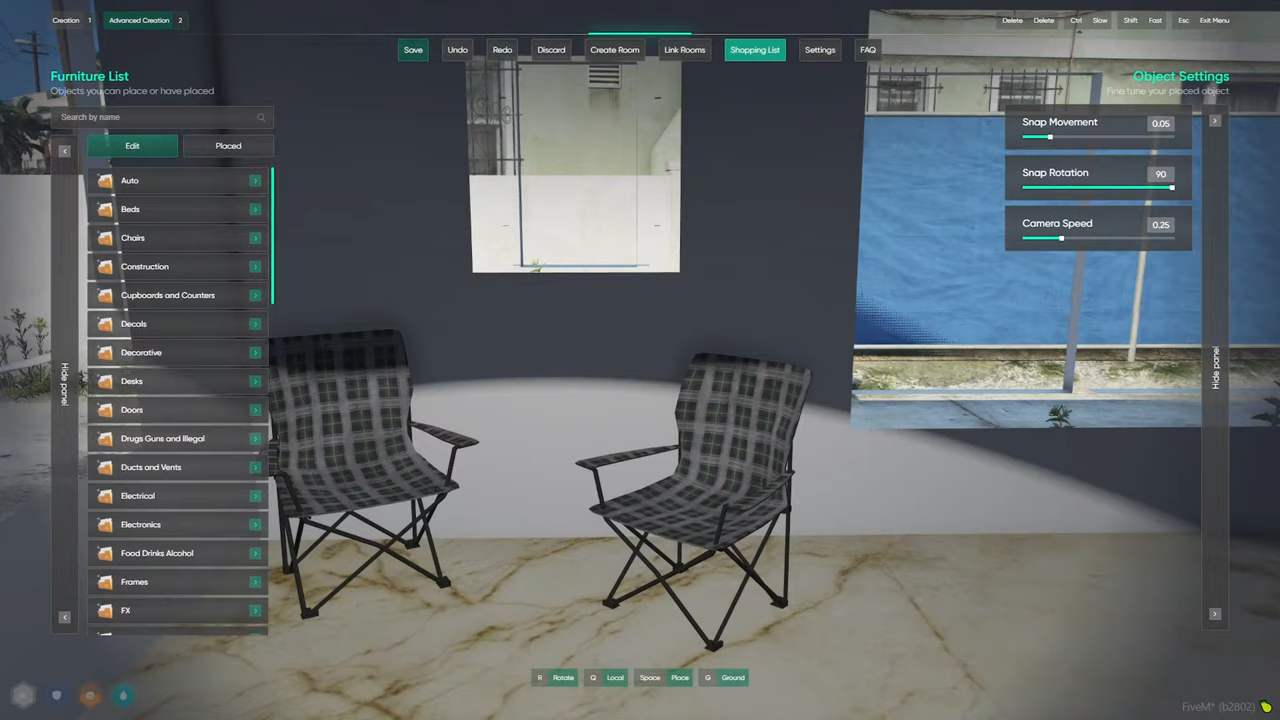 Creation 1 Advanced Creation 2
Delete Delete Ctrl Slow Shift Fast Esc Exit Menu
Save Undo Redo Discard Create Room Link Rooms Shopping List Settings FAQ
Furniture List
Objects you can place or have placed
Search by name
Edit Placed
Auto
Beds
Chairs
Construction
Cupboards and Counters
Decals
Decorative
Desks
Doors
Drugs Guns and Illegal
Ducts and Vents
Electrical
Electronics
Food Drinks Alcohol
Frames
FX
Hide panel
Object Settings
Fine tune your placed object
Snap Movement 0.05
Snap Rotation 90
Camera Speed 0.25
Hide panel
R Rotate Q Local Space Place G Ground
FiveM* (b2802)